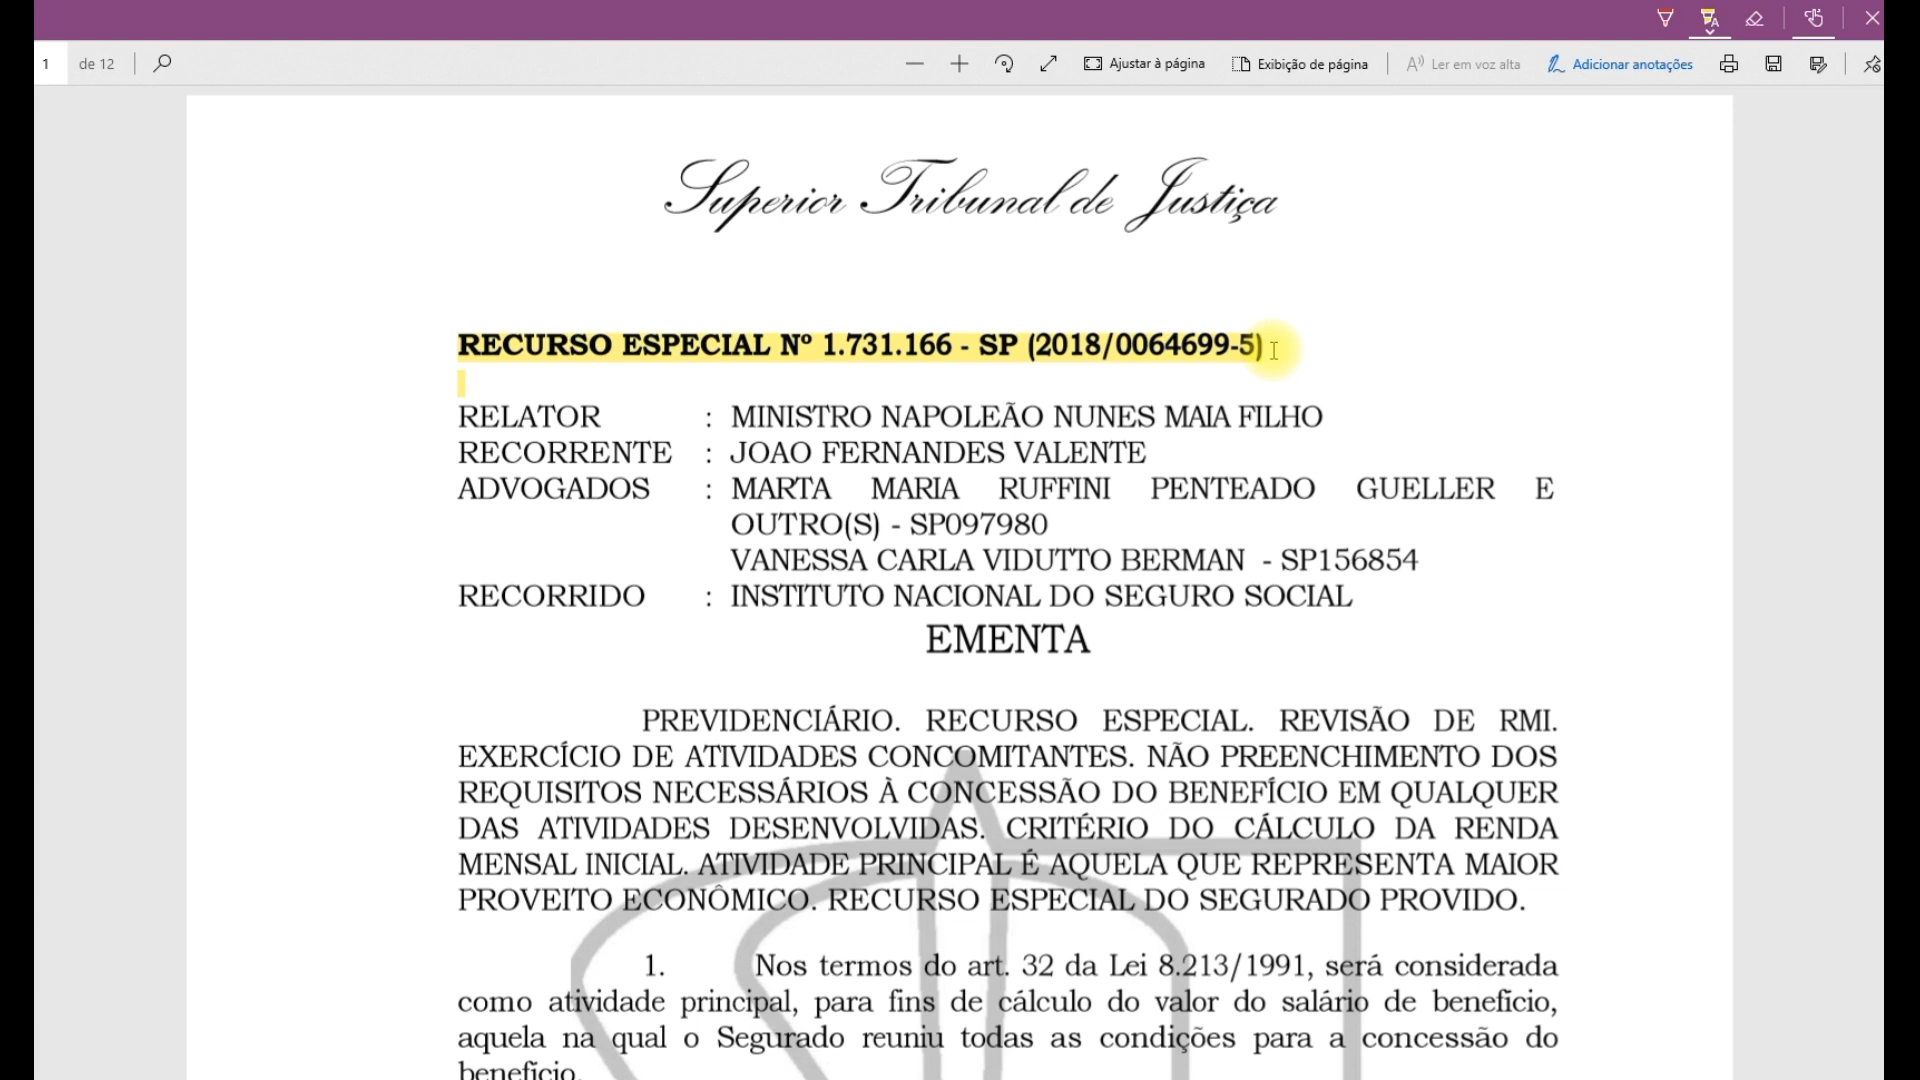 1 de 12 Ajustar à página Exibição de página Ler em voz alta Adicionar anotações
Superior Tribunal de Justiça
RECURSO ESPECIAL Nº 1.731.166 - SP (2018/0064699-5)
RELATOR : MINISTRO NAPOLEÃO NUNES MAIA FILHO
RECORRENTE : JOAO FERNANDES VALENTE
ADVOGADOS : MARTA MARIA RUFFINI PENTEADO GUELLER E
OUTRO(S) - SP097980
VANESSA CARLA VIDUTTO BERMAN - SP156854
RECORRIDO : INSTITUTO NACIONAL DO SEGURO SOCIAL
EMENTA
PREVIDENCIÁRIO. RECURSO ESPECIAL. REVISÃO DE RMI.
EXERCÍCIO DE ATIVIDADES CONCOMITANTES. NÃO PREENCHIMENTO DOS
REQUISITOS NECESSÁRIOS À CONCESSÃO DO BENEFÍCIO EM QUALQUER
DAS ATIVIDADES DESENVOLVIDAS. CRITÉRIO DO CÁLCULO DA RENDA
MENSAL INICIAL. ATIVIDADE PRINCIPAL É AQUELA QUE REPRESENTA MAIOR
PROVEITO ECONÔMICO. RECURSO ESPECIAL DO SEGURADO PROVIDO.
1. Nos termos do art. 32 da Lei 8.213/1991, será considerada
como atividade principal, para fins de cálculo do valor do salário de benefício,
aquela na qual o Segurado reuniu todas as condições para a concessão do
benefício.